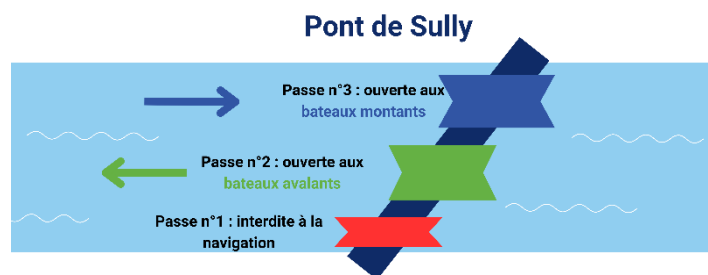 Pont de Sully
Passe n°3 : ouverte aux
bateaux montants
Passe n°2 : ouverte aux
bateaux avalants
Passe n°1 : interdite à la
navigation